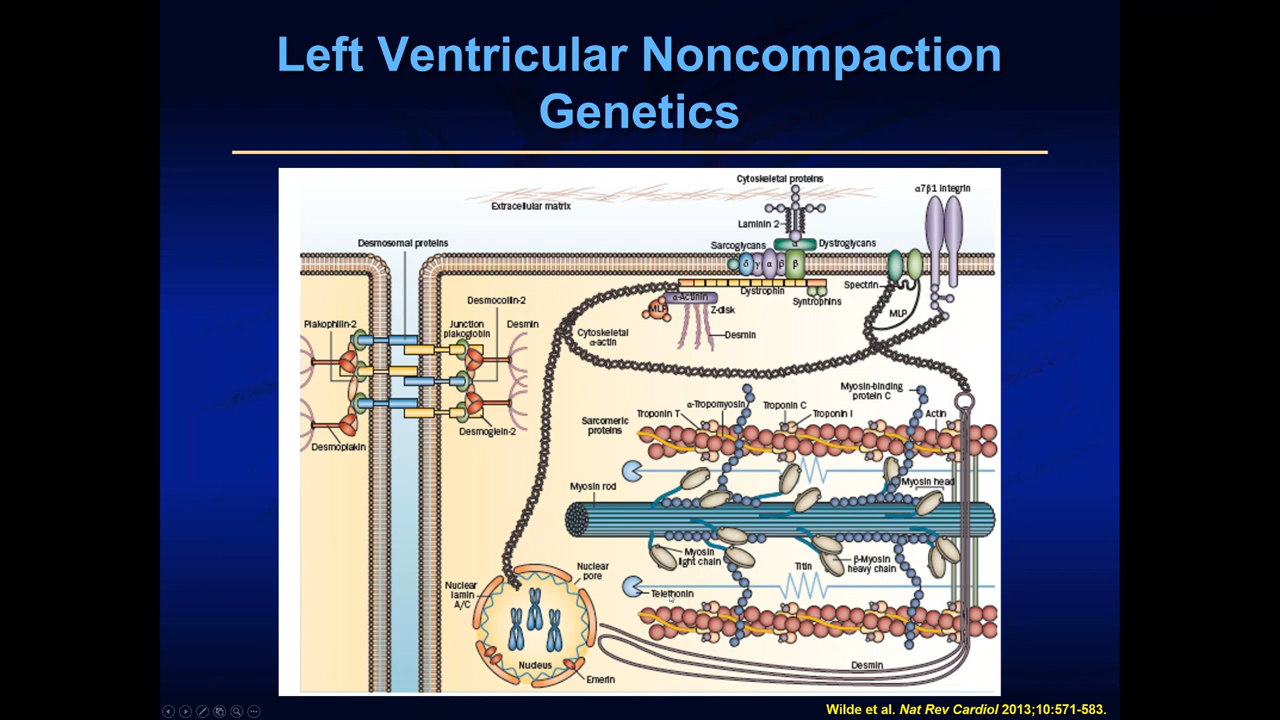 Left Ventricular Noncompaction
Genetics
Cytoskeletal proteins
α7β1 integrin
Extracellular matrix
Laminin 2
Desmosomal proteins
Sarcoglycans
α
Dystroglycans
δ γ α β β
Spectrin
Dystrophin
Syntrophins
α-Actinin
MLP
Z-disk
MLP
Desmocollin-2
Plakophilin-2
Junction
plakoglobin
Desmin
Cytoskeletal
α-actin
Desmin
Myosin-binding
protein C
α-Tropomyosin
Troponin C
Troponin T
Troponin I
Actin
Sarcomeric
proteins
Desmoglein-2
Desmoplakin
Myosin rod
Myosin head
Myosin
light chain
β-Myosin
heavy chain
Titin
Nuclear
pore
Nuclear
lamin
A/C
Telethonin
Nucleus
Desmin
Emerin
Wilde et al. Nat Rev Cardiol 2013;10:571-583.